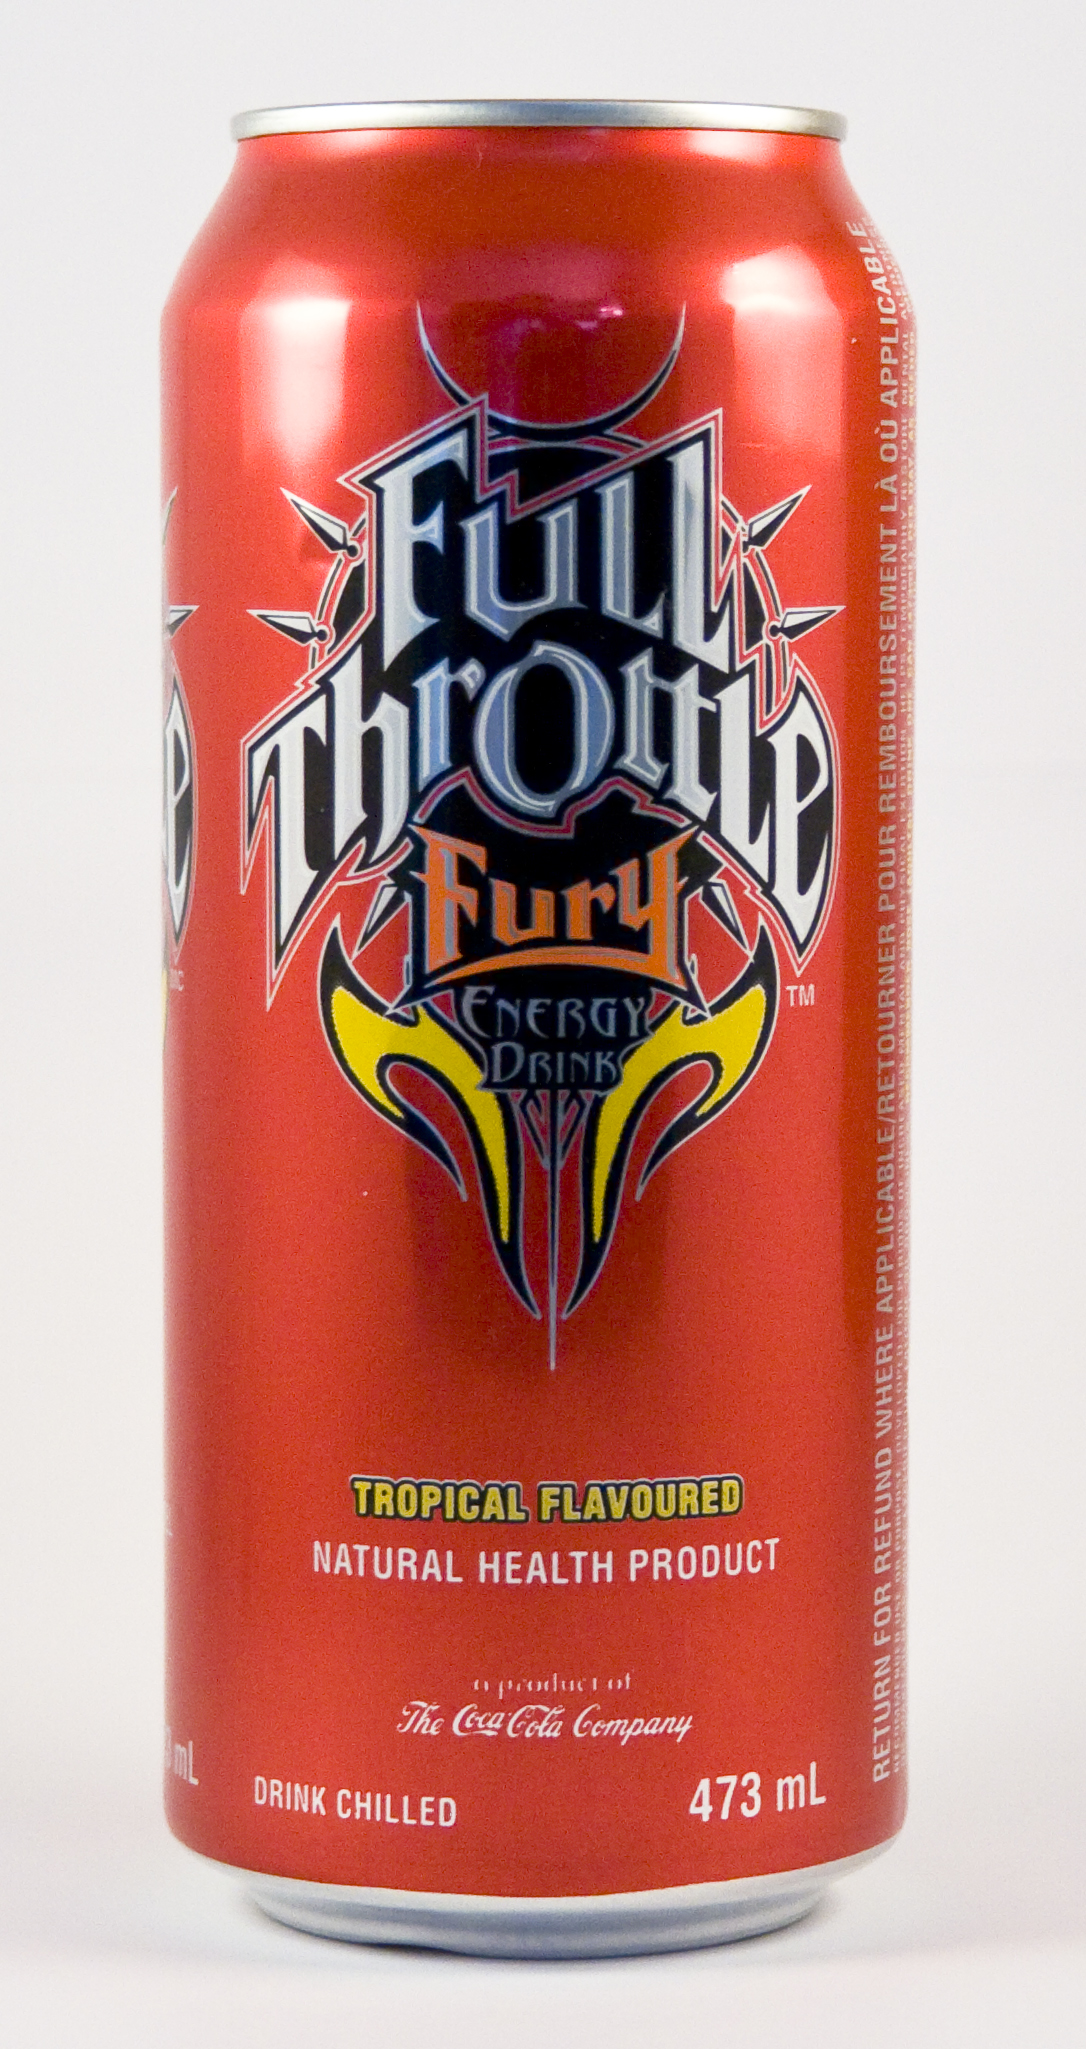 Full
Throttle
Fury
TM
ENERGY
DRINK
TROPICAL FLAVOURED
NATURAL HEALTH PRODUCT
a product of
The Coca-Cola Company
DRINK CHILLED
473 mL
mL
RETURN FOR REFUND WHERE APPLICABLE/RETOURNER POUR REMBOURSEMENT LÀ OÙ APPLICABLE